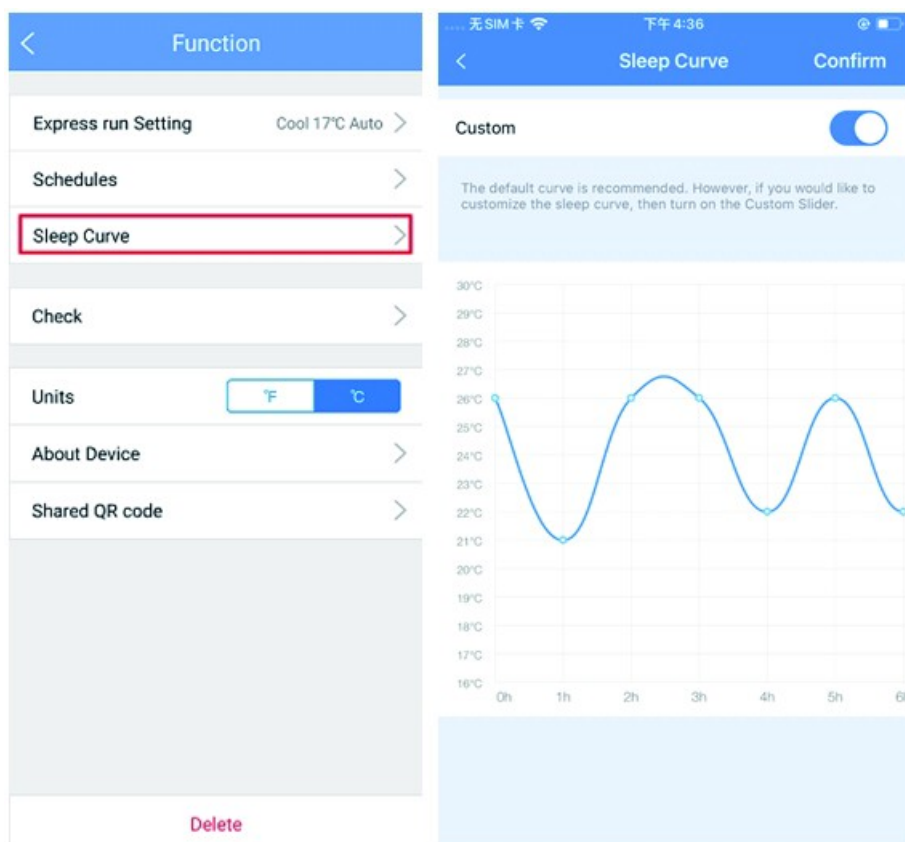 Function
Express run Setting Cool 17℃ Auto
Schedules
Sleep Curve
Check
Units ℉ ℃
About Device
Shared QR code
Delete
无SIM卡 下午4:36
Sleep Curve Confirm
Custom
The default curve is recommended. However, if you would like to
customize the sleep curve, then turn on the Custom Slider.
30°C
29°C
28°C
27°C
26°C
25°C
24°C
23°C
22°C
21°C
20°C
19°C
18°C
17°C
16°C
0h 1h 2h 3h 4h 5h